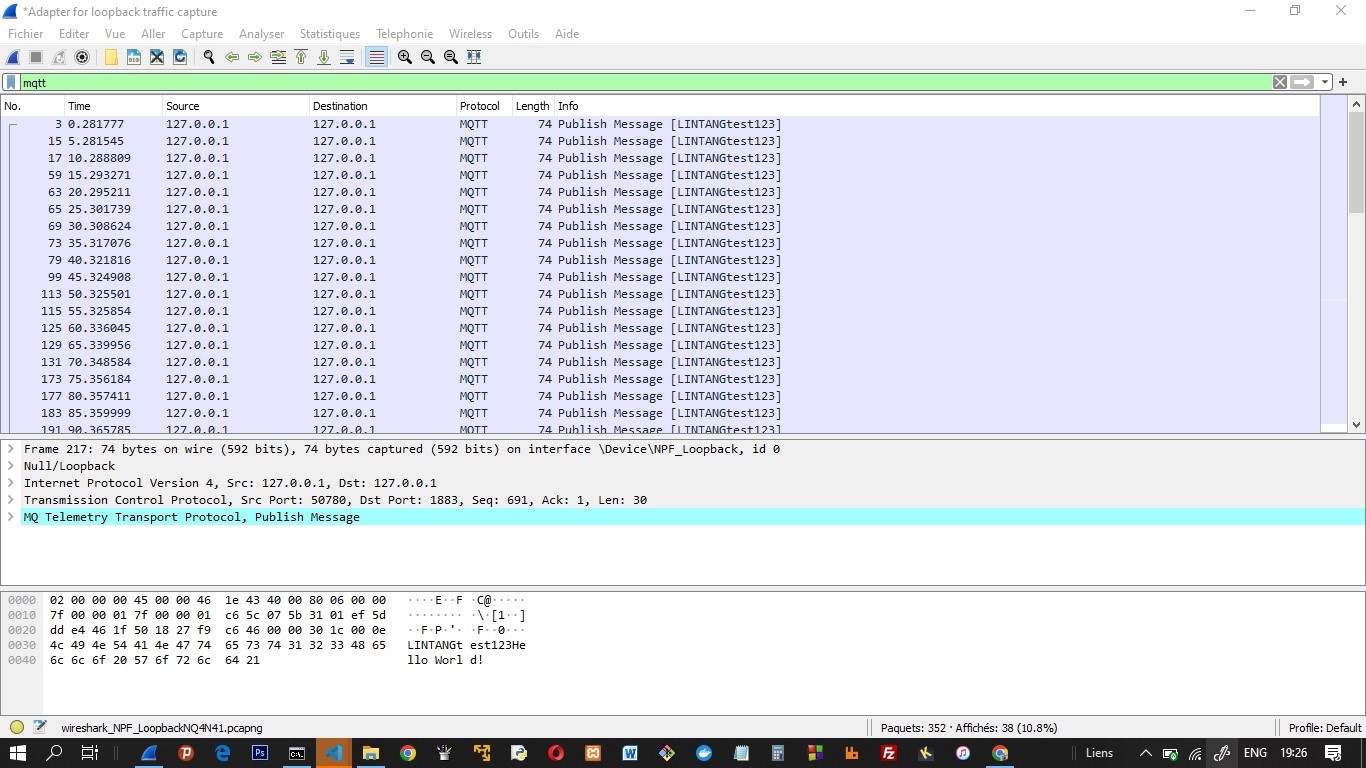 *Adapter for loopback traffic capture
Fichier Editer Vue Aller Capture Analyser Statistiques Telephonie Wireless Outils Aide
mqtt
No. Time Source Destination Protocol Length Info
3 0.281777 127.0.0.1 127.0.0.1 MQTT 74 Publish Message [LINTANGtest123]
15 5.281545 127.0.0.1 127.0.0.1 MQTT 74 Publish Message [LINTANGtest123]
17 10.288809 127.0.0.1 127.0.0.1 MQTT 74 Publish Message [LINTANGtest123]
59 15.293271 127.0.0.1 127.0.0.1 MQTT 74 Publish Message [LINTANGtest123]
63 20.295211 127.0.0.1 127.0.0.1 MQTT 74 Publish Message [LINTANGtest123]
65 25.301739 127.0.0.1 127.0.0.1 MQTT 74 Publish Message [LINTANGtest123]
69 30.308624 127.0.0.1 127.0.0.1 MQTT 74 Publish Message [LINTANGtest123]
73 35.317076 127.0.0.1 127.0.0.1 MQTT 74 Publish Message [LINTANGtest123]
79 40.321816 127.0.0.1 127.0.0.1 MQTT 74 Publish Message [LINTANGtest123]
99 45.324908 127.0.0.1 127.0.0.1 MQTT 74 Publish Message [LINTANGtest123]
113 50.325501 127.0.0.1 127.0.0.1 MQTT 74 Publish Message [LINTANGtest123]
115 55.325854 127.0.0.1 127.0.0.1 MQTT 74 Publish Message [LINTANGtest123]
125 60.336045 127.0.0.1 127.0.0.1 MQTT 74 Publish Message [LINTANGtest123]
129 65.339956 127.0.0.1 127.0.0.1 MQTT 74 Publish Message [LINTANGtest123]
131 70.348584 127.0.0.1 127.0.0.1 MQTT 74 Publish Message [LINTANGtest123]
173 75.356184 127.0.0.1 127.0.0.1 MQTT 74 Publish Message [LINTANGtest123]
177 80.357411 127.0.0.1 127.0.0.1 MQTT 74 Publish Message [LINTANGtest123]
183 85.359999 127.0.0.1 127.0.0.1 MQTT 74 Publish Message [LINTANGtest123]
191 90.365785 127.0.0.1 127.0.0.1 MQTT 74 Publish Message [LINTANGtest123]
Frame 217: 74 bytes on wire (592 bits), 74 bytes captured (592 bits) on interface \Device\NPF_Loopback, id 0
Null/Loopback
Internet Protocol Version 4, Src: 127.0.0.1, Dst: 127.0.0.1
Transmission Control Protocol, Src Port: 50780, Dst Port: 1883, Seq: 691, Ack: 1, Len: 30
MQ Telemetry Transport Protocol, Publish Message
0000 02 00 00 00 45 00 00 46 1e 43 40 00 80 06 00 00 ····E··F ·C@·····
0010 7f 00 00 01 7f 00 00 01 c6 5c 07 5b 31 01 ef 5d ········ ·\·[1··]
0020 dd e4 46 1f 50 18 27 f9 c6 46 00 00 30 1c 00 0e ··F·P·'· ·F··0···
0030 4c 49 4e 54 41 4e 47 74 65 73 74 31 32 33 48 65 LINTANGt est123He
0040 6c 6c 6f 20 57 6f 72 6c 64 21 llo Worl d!
wireshark_NPF_LoopbackNQ4N41.pcapng Paquets: 352 · Affichés: 38 (10.8%) Profile: Default
Liens ENG 19:26